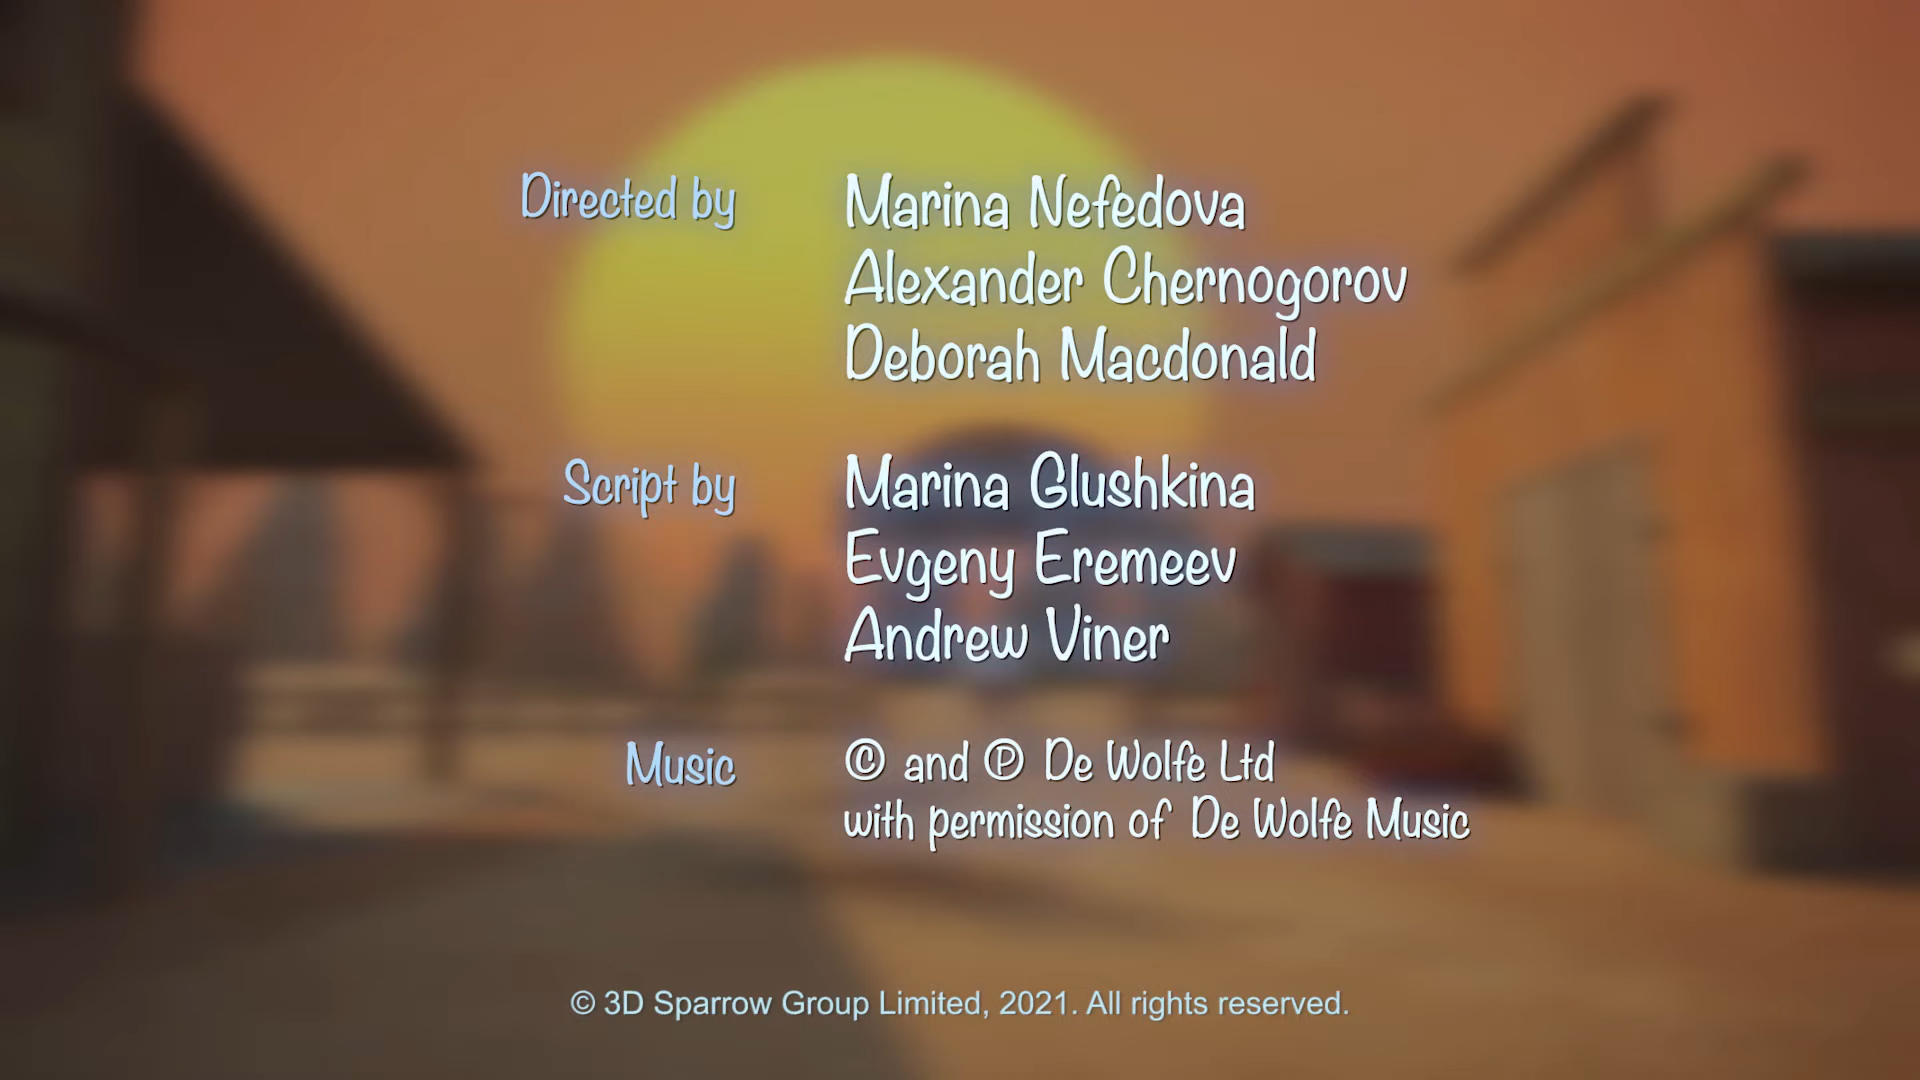 Directed by Marina Nefedova
Alexander Chernogorov
Deborah Macdonald
Script by Marina Glushkina
Evgeny Eremeev
Andrew Viner
Music © and ℗ De Wolfe Ltd
with permission of De Wolfe Music
© 3D Sparrow Group Limited, 2021. All rights reserved.